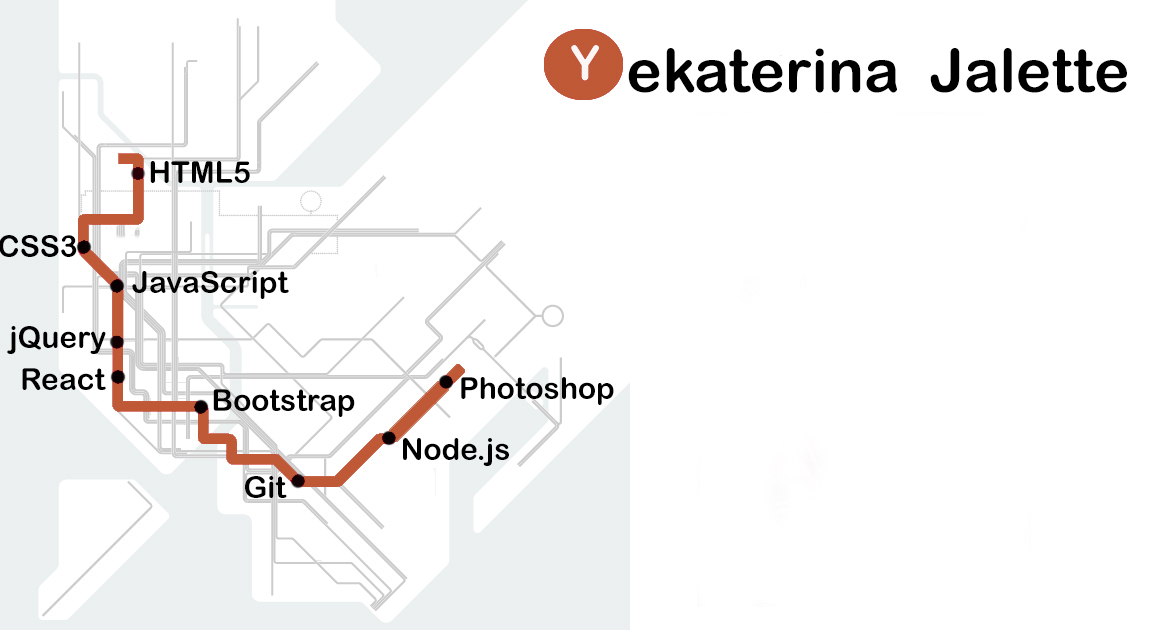 Yekaterina Jalette
HTML5
CSS3
JavaScript
jQuery
React
Bootstrap
Photoshop
Node.js
Git